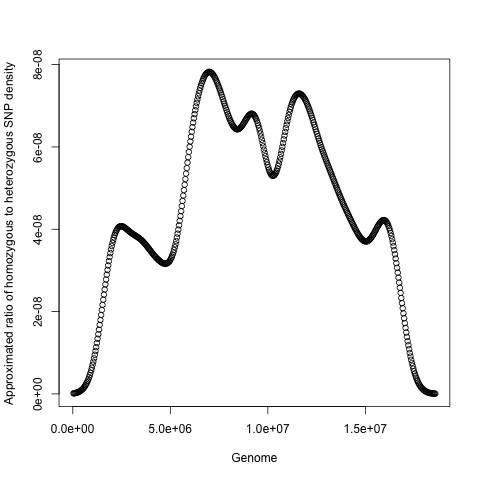 Approximated ratio of homozygous to heterozygous SNP density
8e-08
6e-08
4e-08
2e-08
0e+00
0.0e+00 5.0e+06 1.0e+07 1.5e+07
Genome